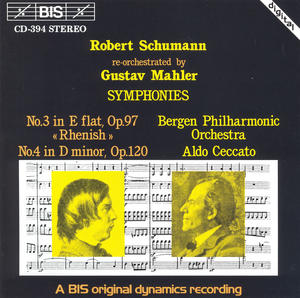 BIS
CD-394 STEREO
digital
Robert Schumann
re-orchestrated by
Gustav Mahler
SYMPHONIES
No.3 in E flat, Op.97
«Rhenish»
No.4 in D minor, Op.120
Bergen Philharmonic
Orchestra
Aldo Ceccato
A BIS original dynamics recording